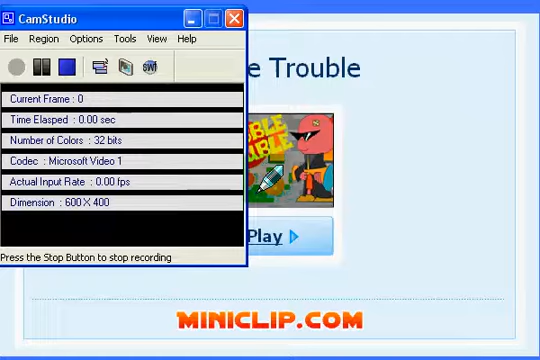 CamStudio
File Region Options Tools View Help
SWF
Current Frame : 0
Time Elasped : 0.00 sec
Number of Colors : 32 bits
Codec : Microsoft Video 1
Actual Input Rate : 0.00 fps
Dimension : 600 X 400
Press the Stop Button to stop recording
e Trouble
Play
MINICLIP.COM